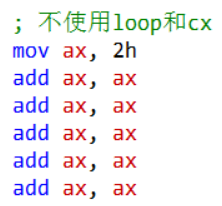 ; 不使用loop和cx
mov ax, 2h
add ax, ax
add ax, ax
add ax, ax
add ax, ax
add ax, ax